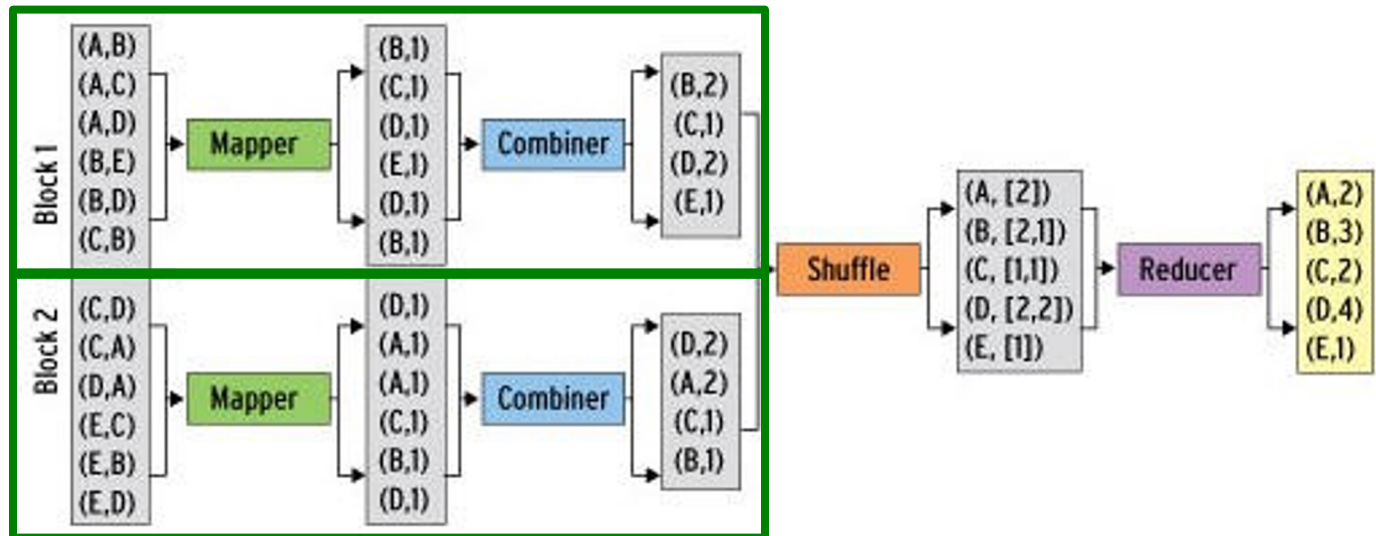 Block 1
(A,B)
(A,C)
(A,D)
(B,E)
(B,D)
(C,B)
Mapper
(B,1)
(C,1)
(D,1)
(E,1)
(D,1)
(B,1)
Combiner
(B,2)
(C,1)
(D,2)
(E,1)
Block 2
(C,D)
(C,A)
(D,A)
(E,C)
(E,B)
(E,D)
Mapper
(D,1)
(A,1)
(A,1)
(C,1)
(B,1)
(D,1)
Combiner
(D,2)
(A,2)
(C,1)
(B,1)
Shuffle
(A, [2])
(B, [2,1])
(C, [1,1])
(D, [2,2])
(E, [1])
Reducer
(A,2)
(B,3)
(C,2)
(D,4)
(E,1)